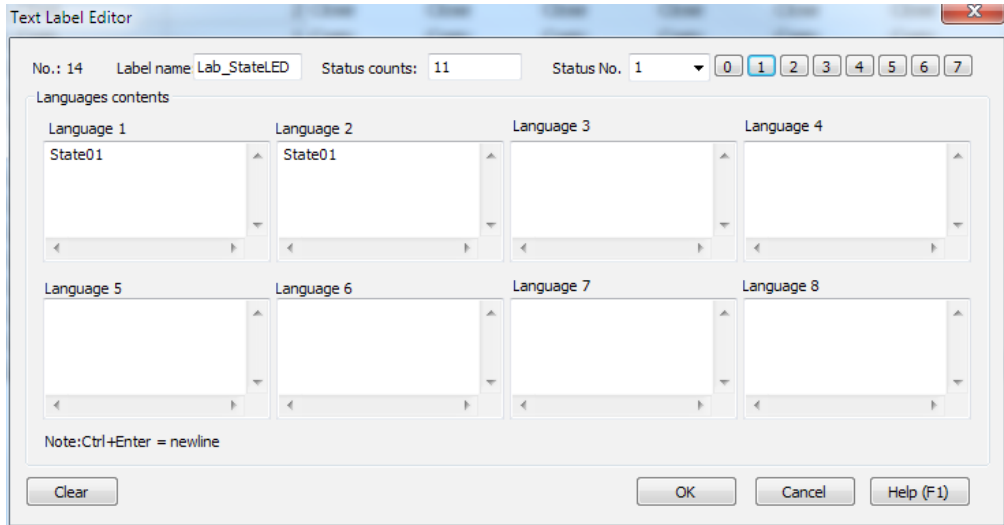 Text Label Editor
No.: 14 Label name Lab_StateLED Status counts: 11 Status No. 1 0 1 2 3 4 5 6 7
Languages contents
Language 1 Language 2 Language 3 Language 4
State01 State01
Language 5 Language 6 Language 7 Language 8
Note:Ctrl+Enter = newline
Clear OK Cancel Help (F1)